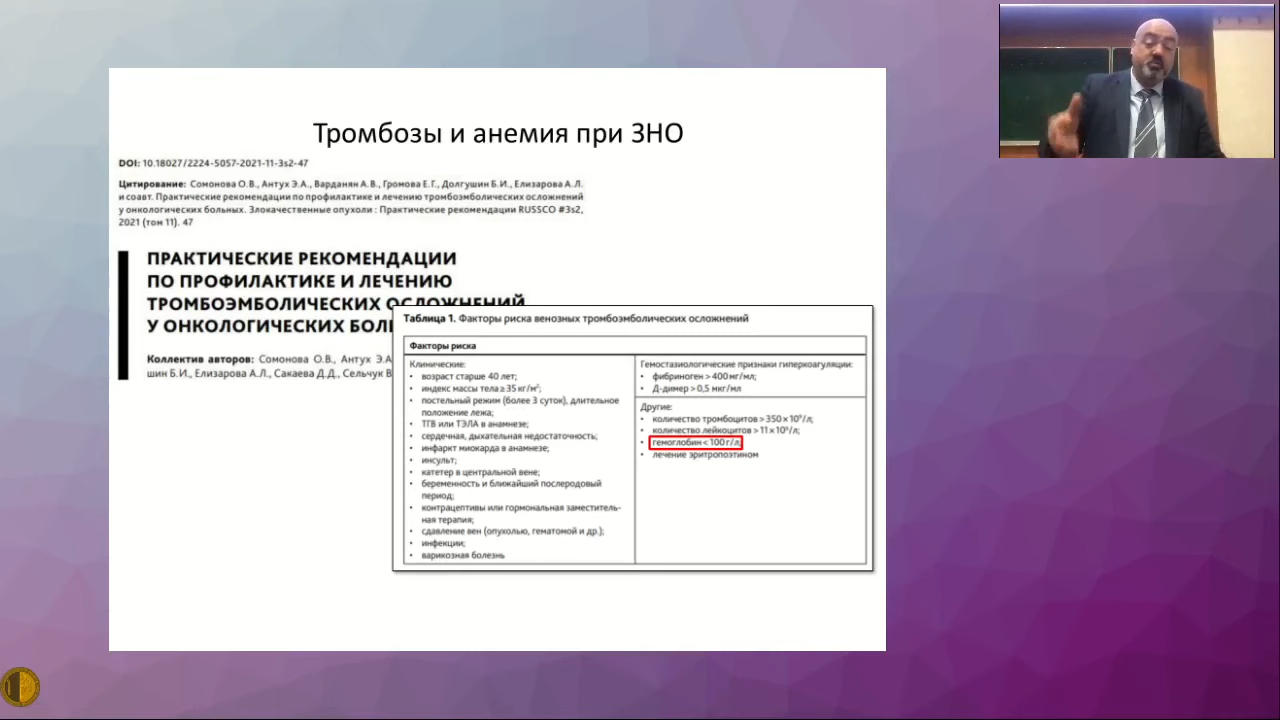 Тромбозы и анемия при ЗНО
DOI: 10.18027/2224-5057-2021-11-3s2-47
Цитирование: Сомонова О.В., Антух Э.А., Варданян А.В., Громова Е.Г., Долгушин Б.И., Елизарова А.Л.
и соавт. Практические рекомендации по профилактике и лечению тромбоэмболических осложнений
у онкологических больных. Злокачественные опухоли : Практические рекомендации RUSSCO #3s2,
2021 (том 11). 47
ПРАКТИЧЕСКИЕ РЕКОМЕНДАЦИИ
ПО ПРОФИЛАКТИКЕ И ЛЕЧЕНИЮ
ТРОМБОЭМБОЛИЧЕСКИХ ОСЛОЖНЕНИЙ
У ОНКОЛОГИЧЕСКИХ БОЛ
Коллектив авторов: Сомонова О.В., Антух Э.А
шин Б.И., Елизарова А.Л., Сакаева Д.Д., Сельчук В
Таблица 1. Факторы риска венозных тромбоэмболических осложнений
Факторы риска
Клинические:
• возраст старше 40 лет;
• индекс массы тела ≥ 35 кг/м²;
• постельный режим (более 3 суток), длительное
положение лежа;
• ТГВ или ТЭЛА в анамнезе;
• сердечная, дыхательная недостаточность;
• инфаркт миокарда в анамнезе;
• инсульт;
• катетер в центральной вене;
• беременность и ближайший послеродовый
период;
• контрацептивы или гормональная заместитель-
ная терапия;
• сдавление вен (опухолью, гематомой и др.);
• инфекции;
• варикозная болезнь
Гемостазиологические признаки гиперкоагуляции:
• фибриноген > 400 мг/мл;
• Д-димер > 0,5 мкг/мл
Другие:
• количество тромбоцитов > 350 × 10⁹/л;
• количество лейкоцитов > 11 × 10⁹/л;
• гемоглобин < 100 г/л;
• лечение эритропоэтином